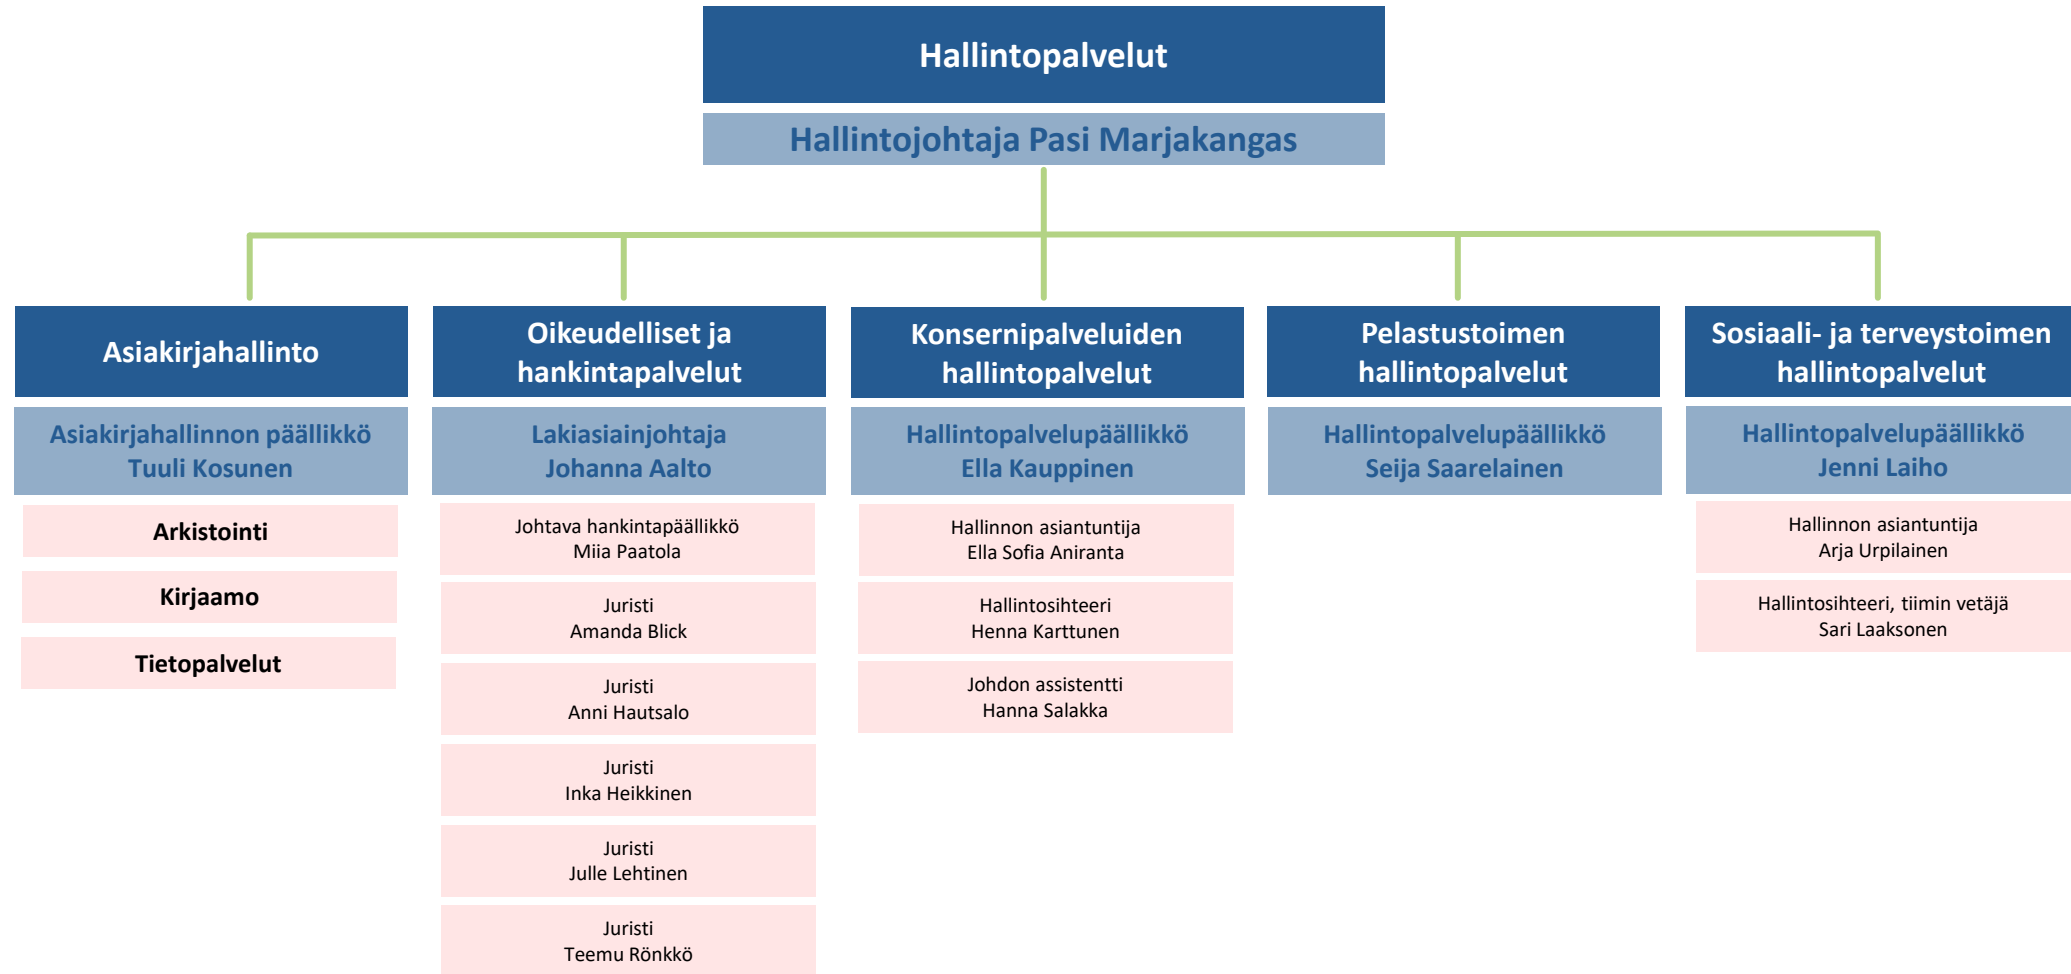 Hallintopalvelut
Hallintojohtaja Pasi Marjakangas
Asiakirjahallinto
Asiakirjahallinnon päällikkö
Tuuli Kosunen
Arkistointi
Kirjaamo
Tietopalvelut
Oikeudelliset ja
hankintapalvelut
Lakiasiainjohtaja
Johanna Aalto
Johtava hankintapäällikkö
Miia Paatola
Juristi
Amanda Blick
Juristi
Anni Hautsalo
Juristi
Inka Heikkinen
Juristi
Julle Lehtinen
Juristi
Teemu Rönkkö
Konsernipalveluiden
hallintopalvelut
Hallintopalvelupäällikkö
Ella Kauppinen
Hallinnon asiantuntija
Ella Sofia Aniranta
Hallintosihteeri
Henna Karttunen
Johdon assistentti
Hanna Salakka
Pelastustoimen
hallintopalvelut
Hallintopalvelupäällikkö
Seija Saarelainen
Sosiaali- ja terveystoimen
hallintopalvelut
Hallintopalvelupäällikkö
Jenni Laiho
Hallinnon asiantuntija
Arja Urpilainen
Hallintosihteeri, tiimin vetäjä
Sari Laaksonen